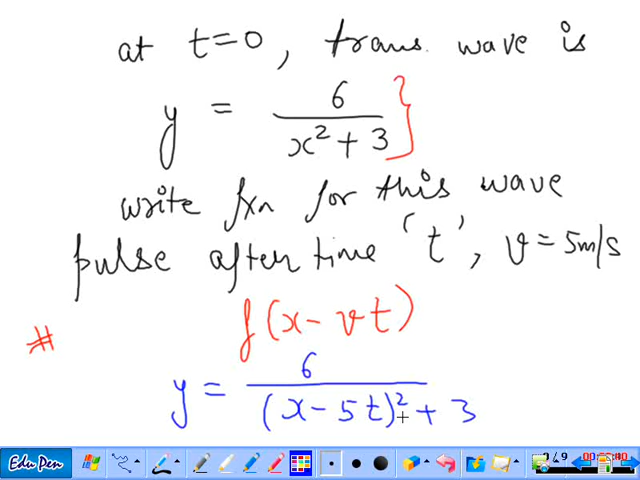 at t=0, trans. wave is
y = 6/(x² + 3)
write fxn for this wave
pulse after time 't', v = 5m/s
# f(x - vt)
y = 6/((x - 5t)² + 3)
Edu Pen